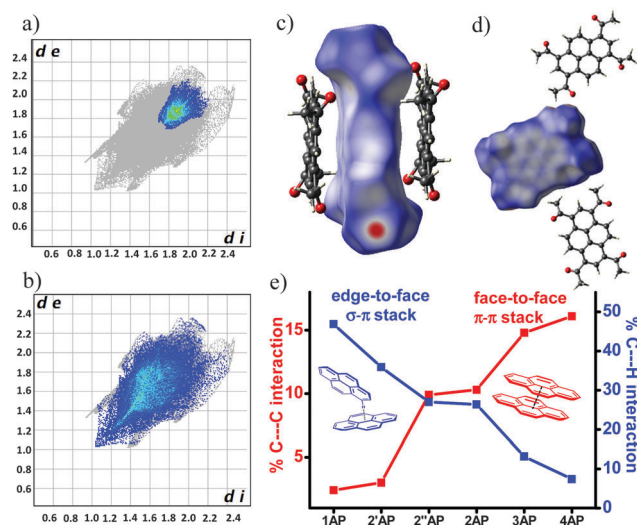 a)
d e
2.4
2.2
2.0
1.8
1.6
1.4
1.2
1.0
0.8
0.6
d i
0.6 0.8 1.0 1.2 1.4 1.6 1.8 2.0 2.2 2.4
b)
d e
2.4
2.2
2.0
1.8
1.6
1.4
1.2
1.0
0.8
0.6
d i
0.6 0.8 1.0 1.2 1.4 1.6 1.8 2.0 2.2 2.4
c)
d)
e)
edge-to-face
σ-π stack
face-to-face
π-π stack
% C---C interaction
15
10
5
% C---H interaction
50
40
30
20
10
0
1AP 2'AP 2''AP 2AP 3AP 4AP